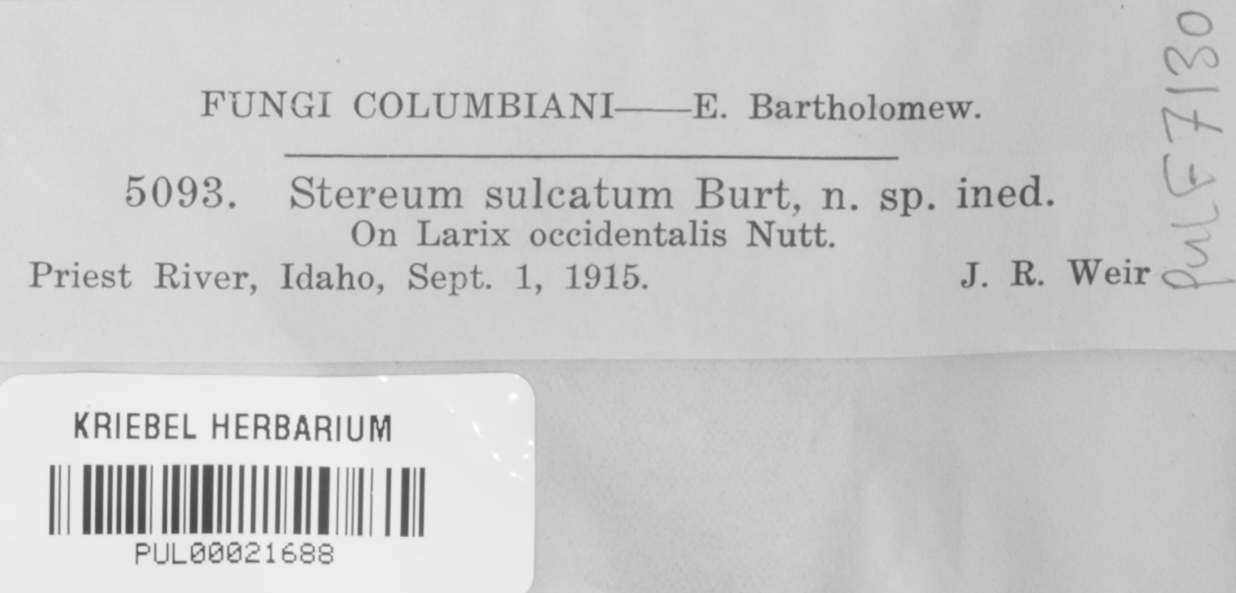 FUNGI COLUMBIANI——E. Bartholomew.
5093. Stereum sulcatum Burt, n. sp. ined.
On Larix occidentalis Nutt.
Priest River, Idaho, Sept. 1, 1915. J. R. Weir
PUL F 7130
KRIEBEL HERBARIUM
PUL00021688